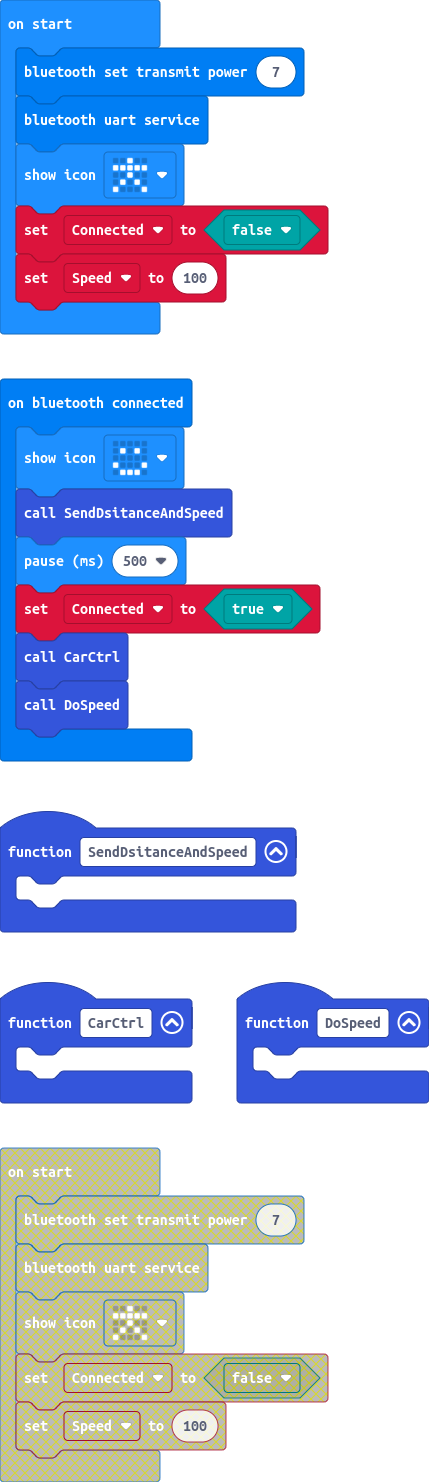 on start
bluetooth set transmit power 7
bluetooth uart service
show icon
set Connected to false
set Speed to 100
on bluetooth connected
show icon
call SendDsitanceAndSpeed
pause (ms) 500
set Connected to true
call CarCtrl
call DoSpeed
function SendDsitanceAndSpeed
function CarCtrl
function DoSpeed
on start
bluetooth set transmit power 7
bluetooth uart service
show icon
set Connected to false
set Speed to 100